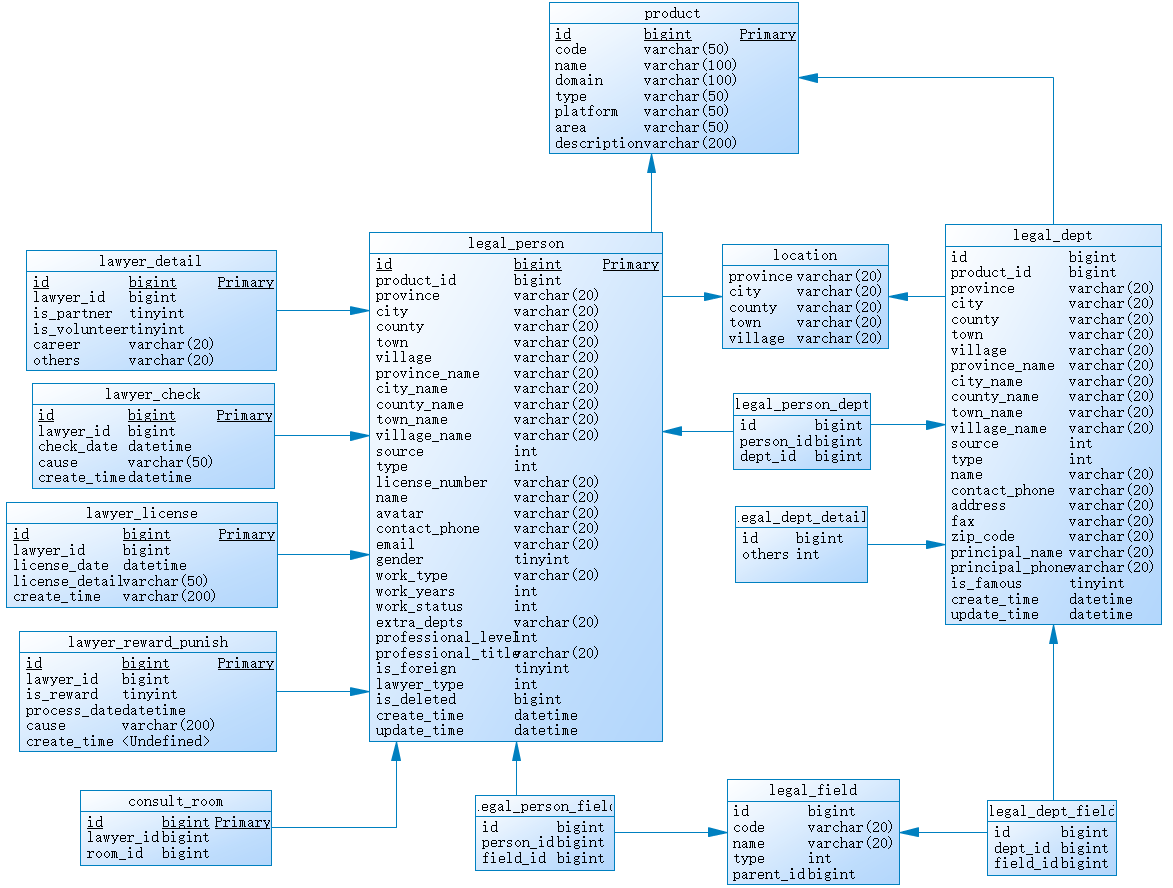 product
id bigint Primary
code varchar(50)
name varchar(100)
domain varchar(100)
type varchar(50)
platform varchar(50)
area varchar(50)
description varchar(200)
lawyer_detail
id bigint Primary
lawyer_id bigint
is_partner tinyint
is_volunteer tinyint
career varchar(20)
others varchar(20)
lawyer_check
id bigint Primary
lawyer_id bigint
check_date datetime
cause varchar(50)
create_time datetime
lawyer_license
id bigint Primary
lawyer_id bigint
license_date datetime
license_detail varchar(50)
create_time varchar(200)
lawyer_reward_punish
id bigint Primary
lawyer_id bigint
is_reward tinyint
process_date datetime
cause varchar(200)
create_time <Undefined>
consult_room
id bigint Primary
lawyer_id bigint
room_id bigint
legal_person
id bigint Primary
product_id bigint
province varchar(20)
city varchar(20)
county varchar(20)
town varchar(20)
village varchar(20)
province_name varchar(20)
city_name varchar(20)
county_name varchar(20)
town_name varchar(20)
village_name varchar(20)
source int
type int
license_number varchar(20)
name varchar(20)
avatar varchar(20)
contact_phone varchar(20)
email varchar(20)
gender tinyint
work_type varchar(20)
work_years int
work_status int
extra_depts varchar(20)
professional_level int
professional_title varchar(20)
is_foreign tinyint
lawyer_type int
is_deleted bigint
create_time datetime
update_time datetime
location
province varchar(20)
city varchar(20)
county varchar(20)
town varchar(20)
village varchar(20)
legal_person_dept
id bigint
person_id bigint
dept_id bigint
.egal_dept_detail
id bigint
others int
legal_dept
id bigint
product_id bigint
province varchar(20)
city varchar(20)
county varchar(20)
town varchar(20)
village varchar(20)
province_name varchar(20)
city_name varchar(20)
county_name varchar(20)
town_name varchar(20)
village_name varchar(20)
source int
type int
name varchar(20)
contact_phone varchar(20)
address varchar(20)
fax varchar(20)
zip_code varchar(20)
principal_name varchar(20)
principal_phone varchar(20)
is_famous tinyint
create_time datetime
update_time datetime
.egal_person_field
id bigint
person_id bigint
field_id bigint
legal_field
id bigint
code varchar(20)
name varchar(20)
type int
parent_id bigint
legal_dept_field
id bigint
dept_id bigint
field_id bigint